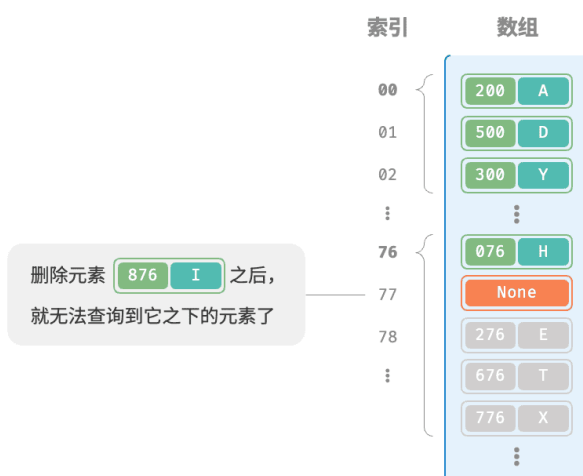 索引 数组
00 200 A
01 500 D
02 300 Y
76 076 H
删除元素 876 I 之后，
77 None
就无法查询到它之下的元素了
78 276 E
676 T
776 X